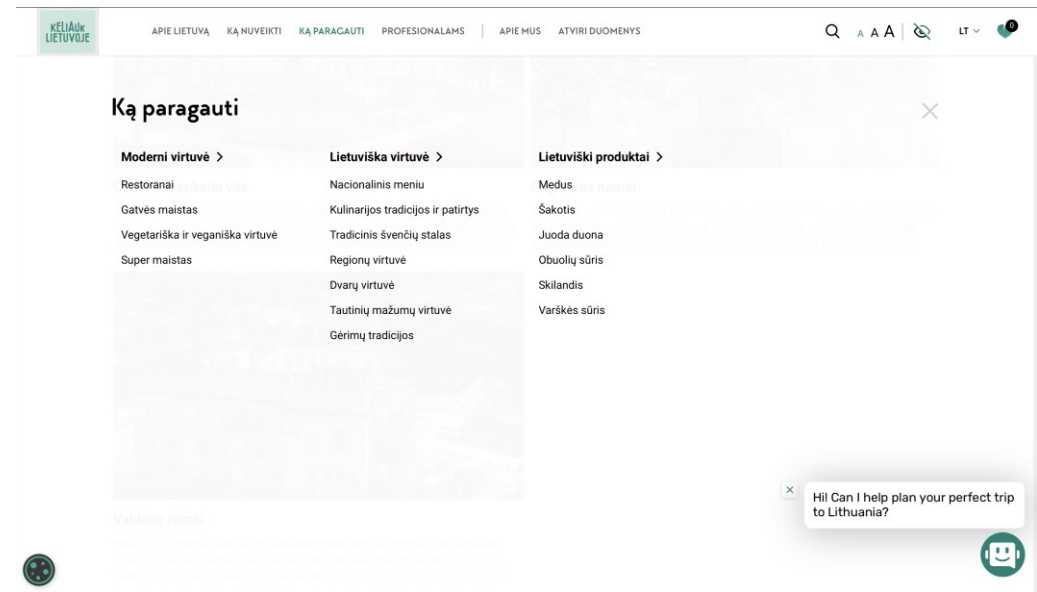 KELIAUK
LIETUVOJE
APIE LIETUVĄ KĄ NUVEIKTI KĄ PARAGAUTI PROFESIONALAMS | APIE MUS ATVIRI DUOMENYS
A A A
LT
0
Ką paragauti
Moderni virtuvė >
Restoranai
Gatvės maistas
Vegetariška ir veganiška virtuvė
Super maistas
Lietuviška virtuvė >
Nacionalinis meniu
Kulinarijos tradicijos ir patirtys
Tradicinis švenčių stalas
Regionų virtuvė
Dvarų virtuvė
Tautinių mažumų virtuvė
Gėrimų tradicijos
Lietuviški produktai >
Medus
Šakotis
Juoda duona
Obuolių sūris
Skilandis
Varškės sūris
Valdovų rūmai
Hi! Can I help plan your perfect trip
to Lithuania?